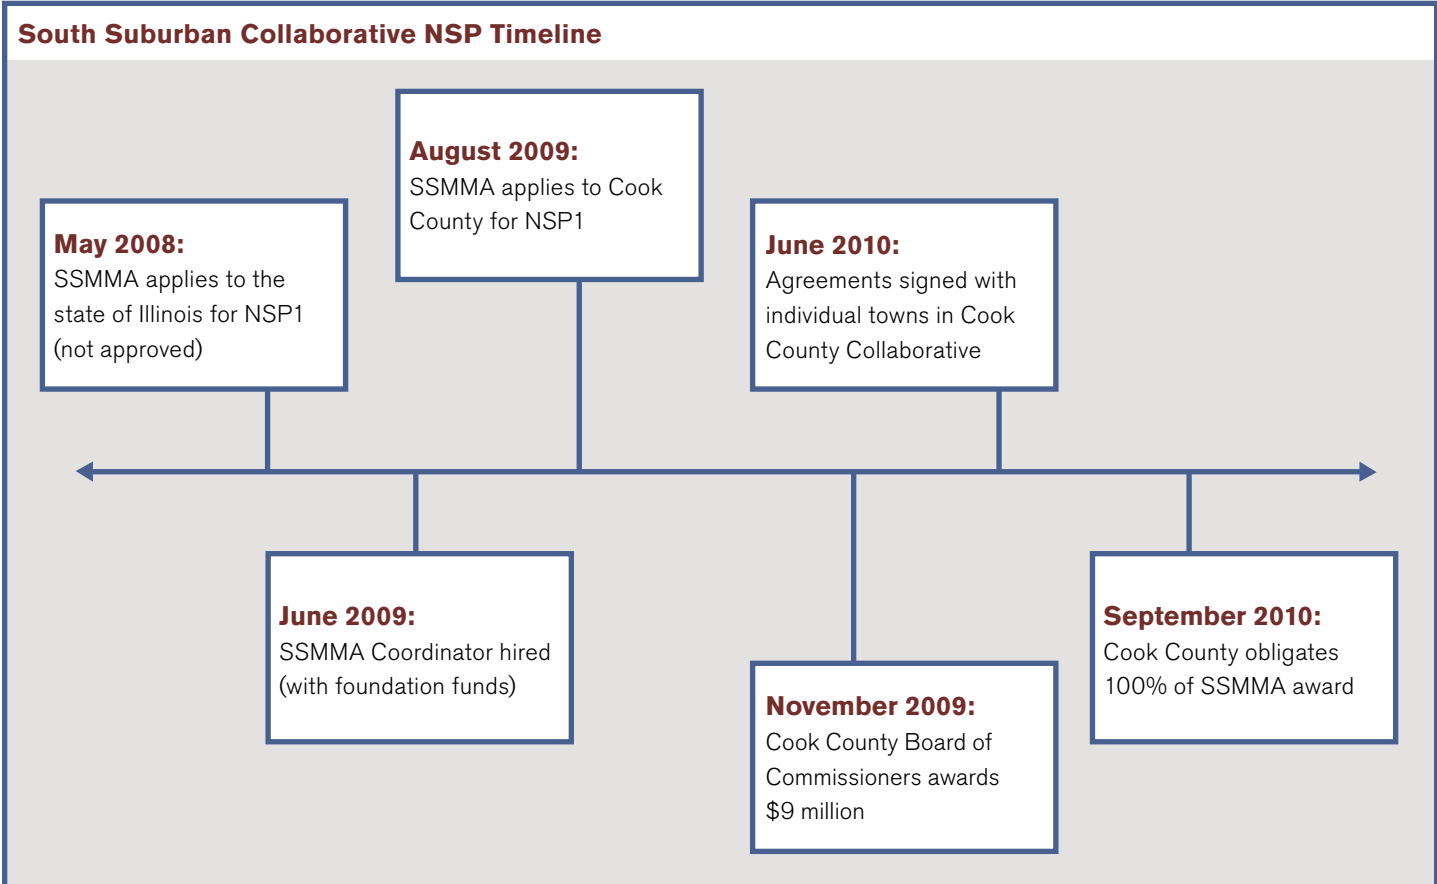 South Suburban Collaborative NSP Timeline
May 2008:
SSMMA applies to the
state of Illinois for NSP1
(not approved)
June 2009:
SSMMA Coordinator hired
(with foundation funds)
August 2009:
SSMMA applies to Cook
County for NSP1
November 2009:
Cook County Board of
Commissioners awards
$9 million
June 2010:
Agreements signed with
individual towns in Cook
County Collaborative
September 2010:
Cook County obligates
100% of SSMMA award